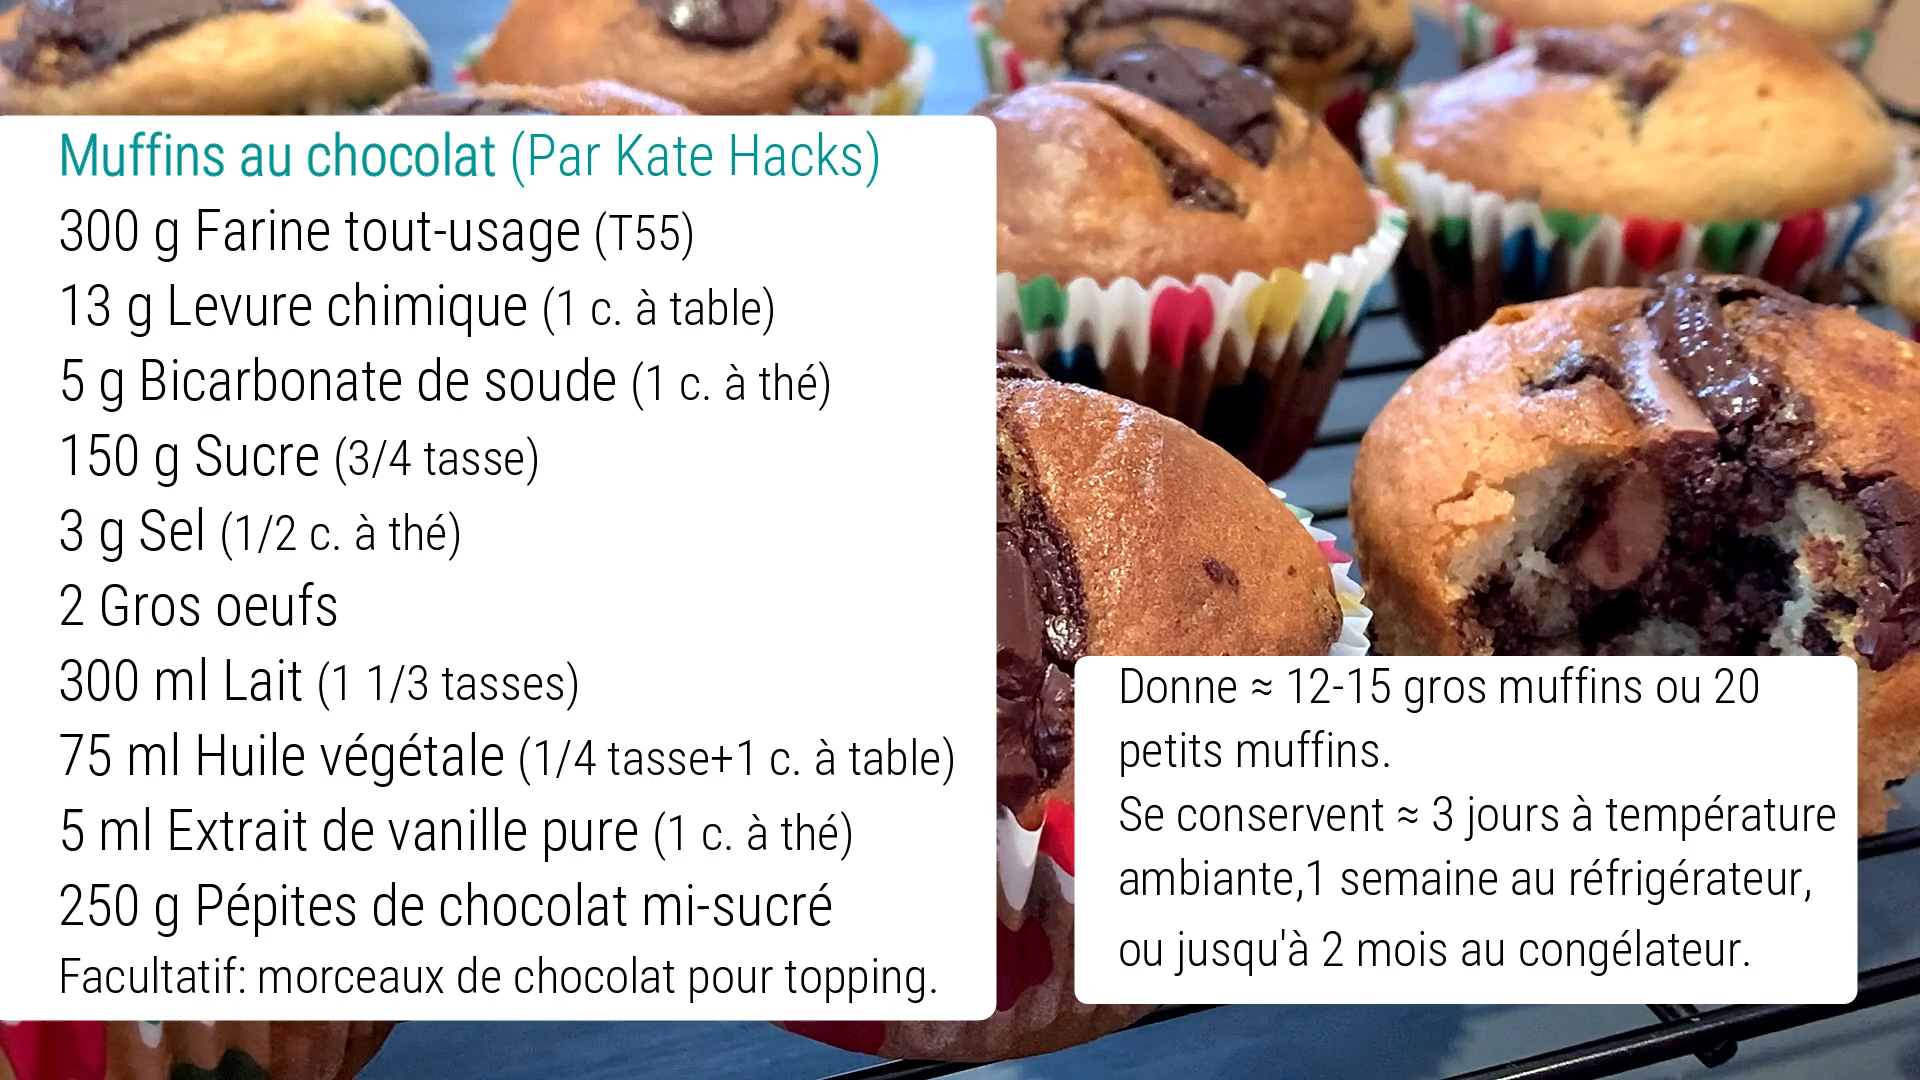 Muffins au chocolat (Par Kate Hacks)
300 g Farine tout-usage (T55)
13 g Levure chimique (1 c. à table)
5 g Bicarbonate de soude (1 c. à thé)
150 g Sucre (3/4 tasse)
3 g Sel (1/2 c. à thé)
2 Gros oeufs
300 ml Lait (1 1/3 tasses)
75 ml Huile végétale (1/4 tasse+1 c. à table)
5 ml Extrait de vanille pure (1 c. à thé)
250 g Pépites de chocolat mi-sucré
Facultatif: morceaux de chocolat pour topping.
Donne ≈ 12-15 gros muffins ou 20
petits muffins.
Se conservent ≈ 3 jours à température
ambiante,1 semaine au réfrigérateur,
ou jusqu'à 2 mois au congélateur.